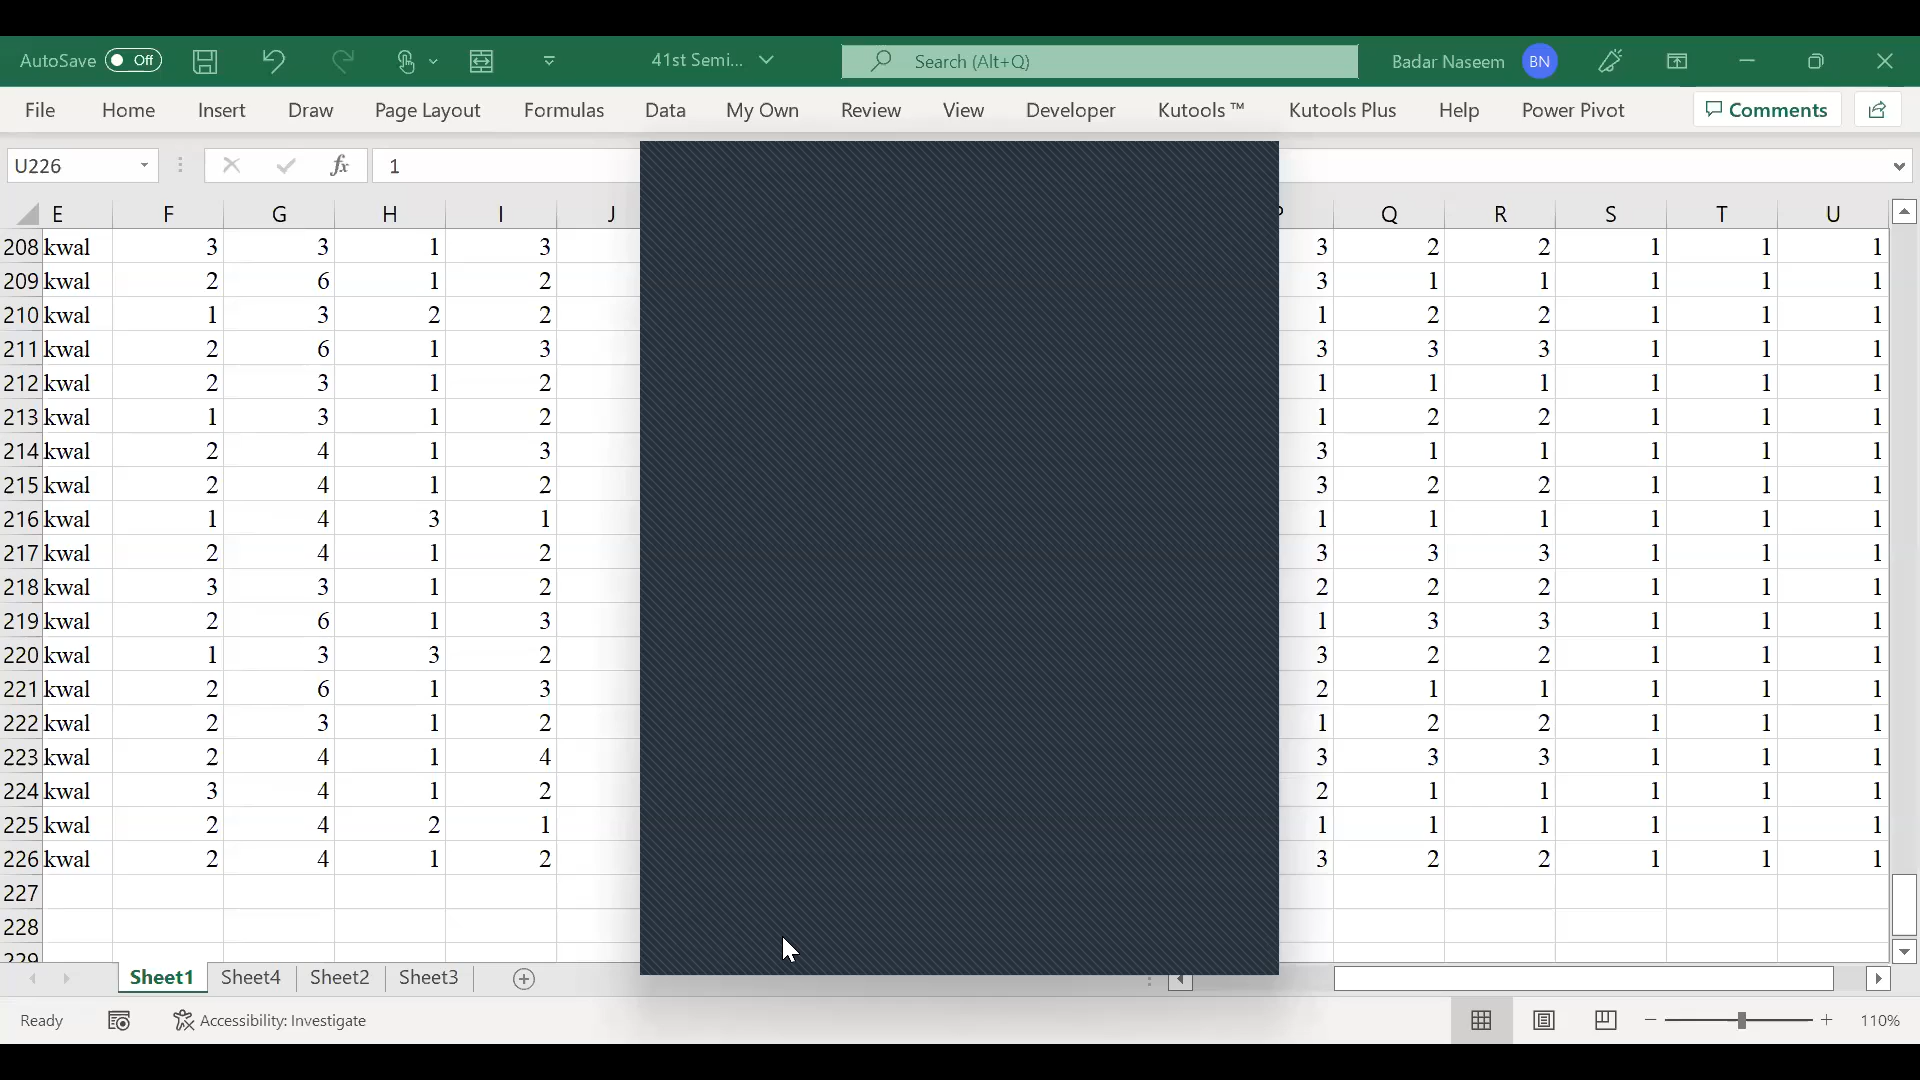 AutoSave Off 41st Semi... Search (Alt+Q) Badar Naseem BN
File Home Insert Draw Page Layout Formulas Data My Own Review View Developer Kutools ™ Kutools Plus Help Power Pivot Comments
U226 fx 1
E F G H I J P Q R S T U
208 kwal 3 3 1 3 3 2 2 1 1 1
209 kwal 2 6 1 2 3 1 1 1 1 1
210 kwal 1 3 2 2 1 2 2 1 1 1
211 kwal 2 6 1 3 3 3 3 1 1 1
212 kwal 2 3 1 2 1 1 1 1 1 1
213 kwal 1 3 1 2 1 2 2 1 1 1
214 kwal 2 4 1 3 3 1 1 1 1 1
215 kwal 2 4 1 2 3 2 2 1 1 1
216 kwal 1 4 3 1 1 1 1 1 1 1
217 kwal 2 4 1 2 3 3 3 1 1 1
218 kwal 3 3 1 2 2 2 2 1 1 1
219 kwal 2 6 1 3 1 3 3 1 1 1
220 kwal 1 3 3 2 3 2 2 1 1 1
221 kwal 2 6 1 3 2 1 1 1 1 1
222 kwal 2 3 1 2 1 2 2 1 1 1
223 kwal 2 4 1 4 3 3 3 1 1 1
224 kwal 3 4 1 2 2 1 1 1 1 1
225 kwal 2 4 2 1 1 1 1 1 1 1
226 kwal 2 4 1 2 3 2 2 1 1 1
227
228
229
Sheet1 Sheet4 Sheet2 Sheet3
Ready Accessibility: Investigate 110%